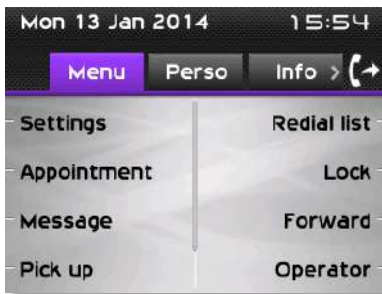 Mon 13 Jan 2014 15:54
Menu Perso Info >
Settings Redial list
Appointment Lock
Message Forward
Pick up Operator